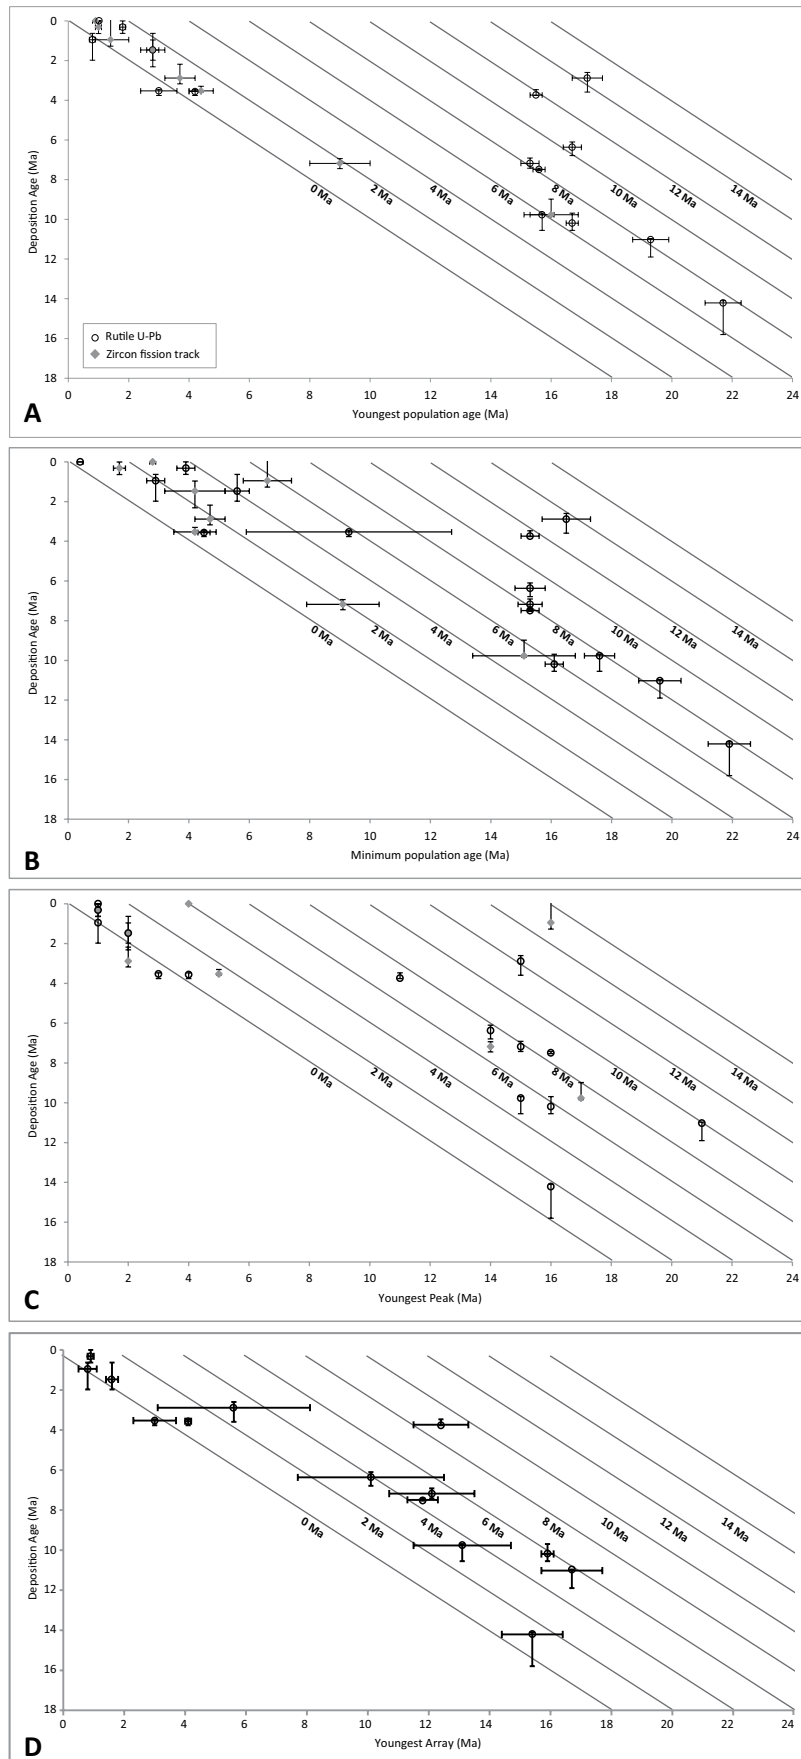 0
2
4
6
8
10
12
14
16
18
Deposition Age (Ma)
0 Ma
2 Ma
4 Ma
6 Ma
8 Ma
10 Ma
12 Ma
14 Ma
Rutile U-Pb
Zircon fission track
0 2 4 6 8 10 12 14 16 18 20 22 24
Youngest population age (Ma)
A
0
2
4
6
8
10
12
14
16
18
Deposition Age (Ma)
0 Ma
2 Ma
4 Ma
6 Ma
8 Ma
10 Ma
12 Ma
14 Ma
0 2 4 6 8 10 12 14 16 18 20 22 24
Minimum population age (Ma)
B
0
2
4
6
8
10
12
14
16
18
Deposition Age (Ma)
0 Ma
2 Ma
4 Ma
6 Ma
8 Ma
10 Ma
12 Ma
14 Ma
0 2 4 6 8 10 12 14 16 18 20 22 24
Youngest Peak (Ma)
C
0
2
4
6
8
10
12
14
16
18
Deposition Age (Ma)
0 Ma
2 Ma
4 Ma
6 Ma
8 Ma
10 Ma
12 Ma
14 Ma
0 2 4 6 8 10 12 14 16 18 20 22 24
Youngest Array (Ma)
D